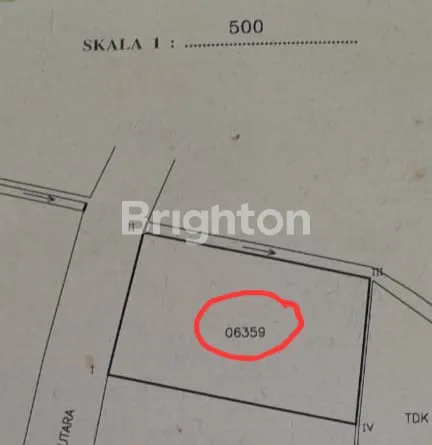 500
SKALA 1 : ........................................
Brighton
II
III
06359
I
UTARA
IV
TDK